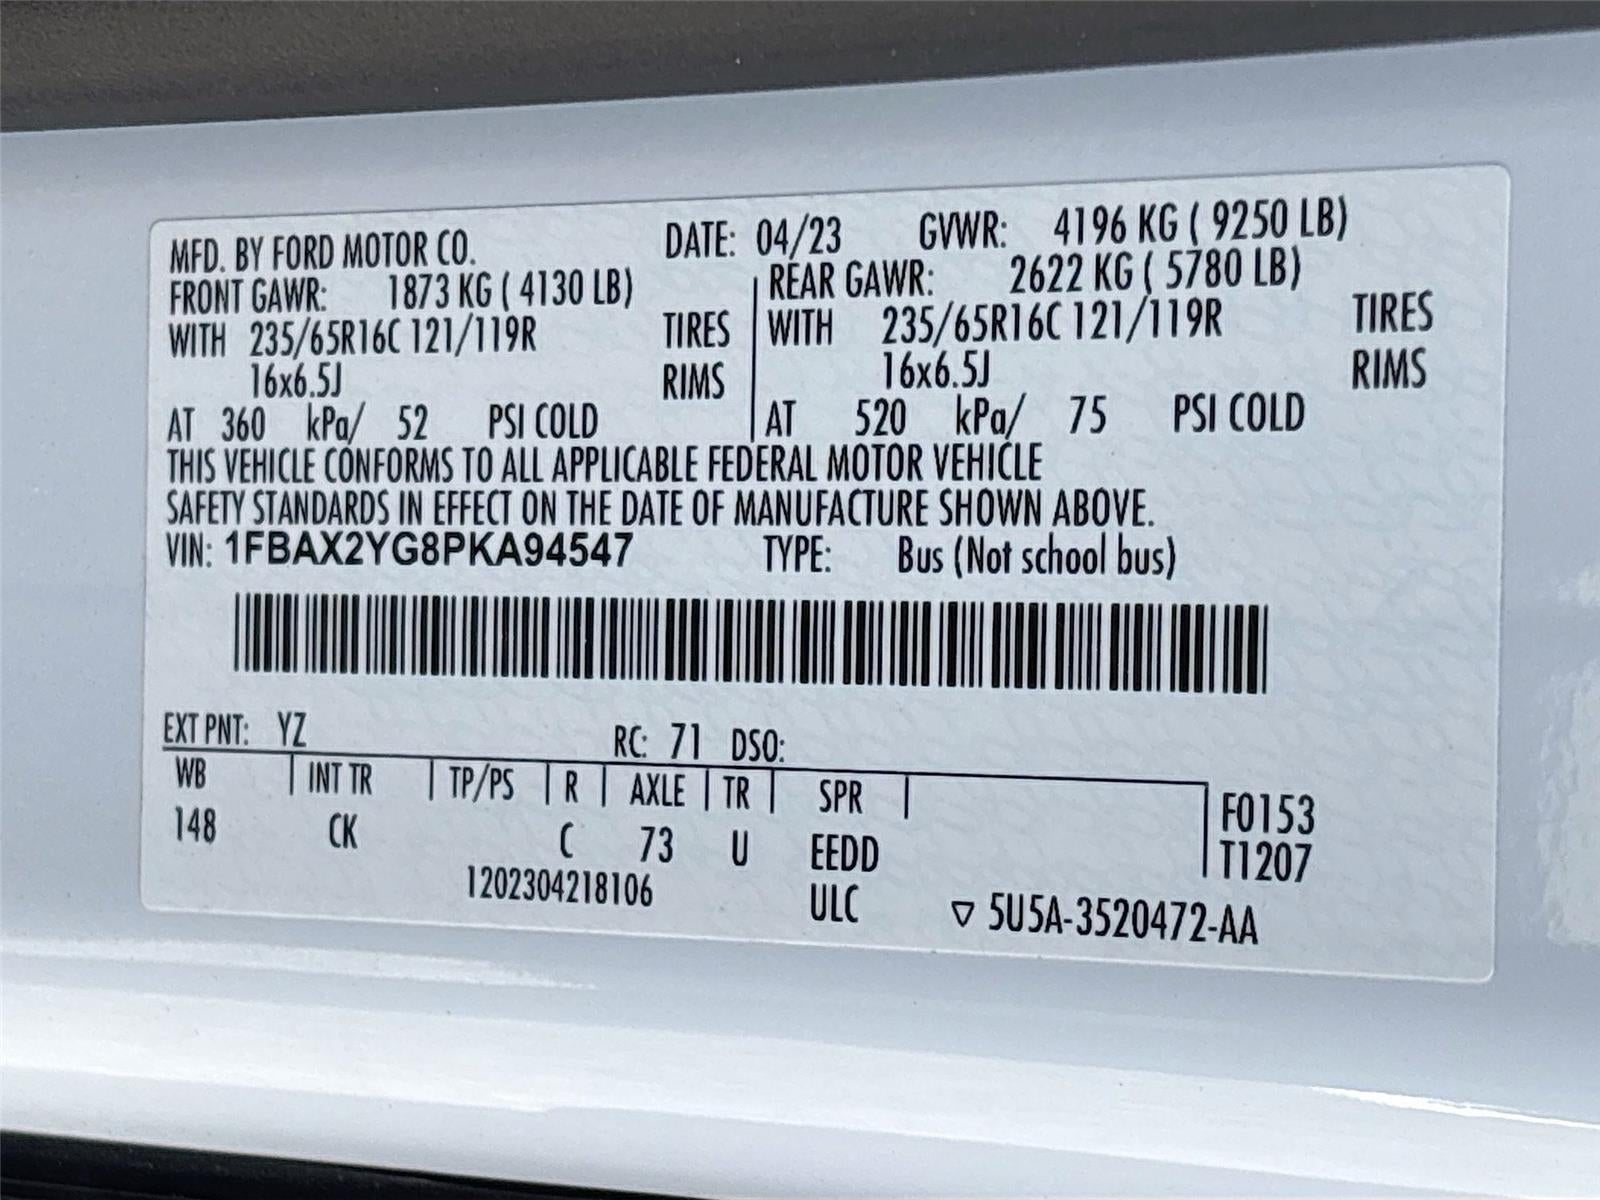 MFD. BY FORD MOTOR CO. DATE: 04/23 GVWR: 4196 KG ( 9250 LB)
FRONT GAWR: 1873 KG ( 4130 LB) REAR GAWR: 2622 KG ( 5780 LB)
WITH 235/65R16C 121/119R TIRES WITH 235/65R16C 121/119R TIRES
16x6.5J RIMS 16x6.5J RIMS
AT 360 kPa/ 52 PSI COLD AT 520 kPa/ 75 PSI COLD
THIS VEHICLE CONFORMS TO ALL APPLICABLE FEDERAL MOTOR VEHICLE
SAFETY STANDARDS IN EFFECT ON THE DATE OF MANUFACTURE SHOWN ABOVE.
VIN: 1FBAX2YG8PKA94547 TYPE: Bus (Not school bus)
EXT PNT: YZ RC: 71 DSO:
WB INT TR TP/PS R AXLE TR SPR F0153
148 CK C 73 U EEDD T1207
1202304218106 ULC ▽ 5U5A-3520472-AA